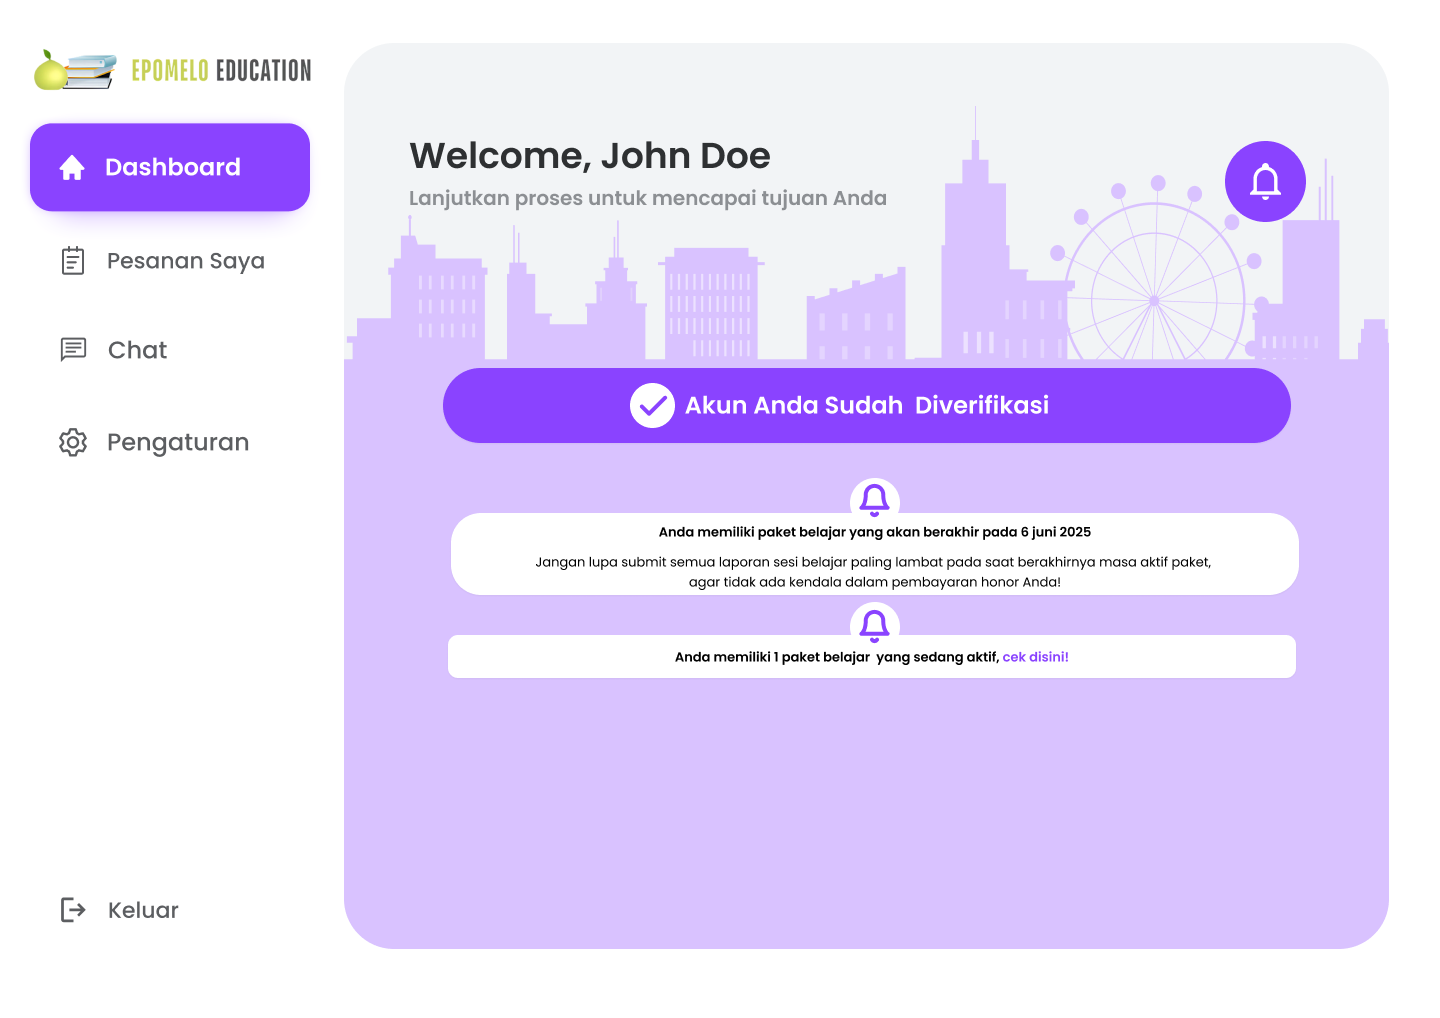 EPOMELO EDUCATION
Dashboard
Pesanan Saya
Chat
Pengaturan
Keluar
Welcome, John Doe
Lanjutkan proses untuk mencapai tujuan Anda
Akun Anda Sudah  Diverifikasi
Anda memiliki paket belajar yang akan berakhir pada 6 juni 2025
Jangan lupa submit semua laporan sesi belajar paling lambat pada saat berakhirnya masa aktif paket,
agar tidak ada kendala dalam pembayaran honor Anda!
Anda memiliki 1 paket belajar  yang sedang aktif, cek disini!